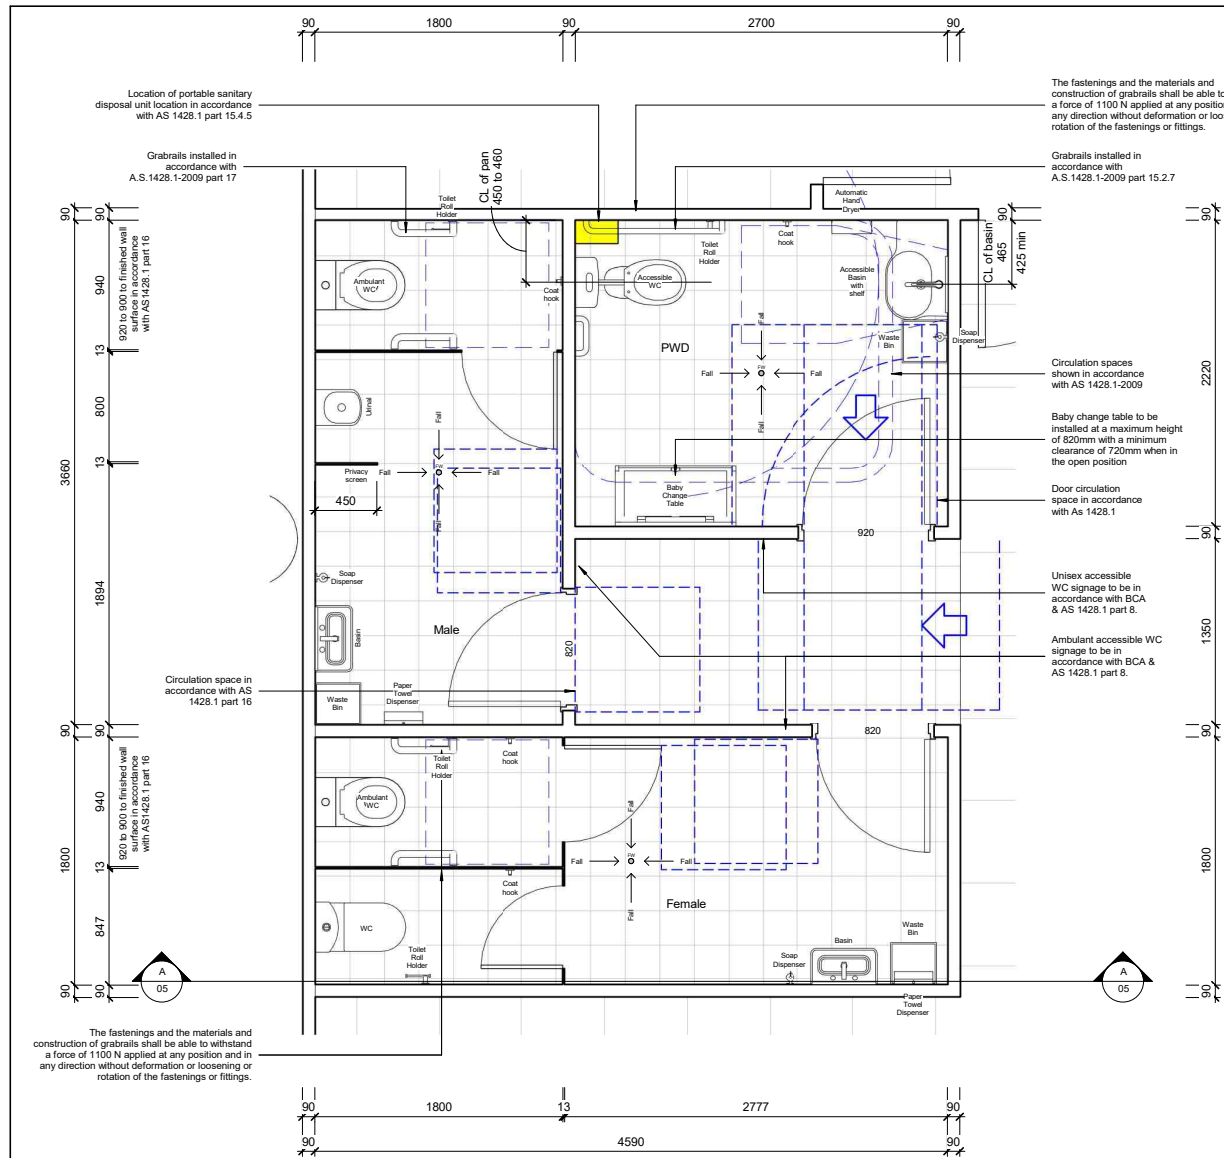 90
1800
90
2700
90
Location of portable sanitary
disposal unit location in accordance
with AS 1428.1 part 15.4.5
Grabrails installed in
accordance with
A.S.1428.1-2009 part 17
CL of pan
450 to 460
The fastenings and the materials and
construction of grabrails shall be able to
a force of 1100 N applied at any position
any direction without deformation or
rotation of the fastenings or fittings.
Grabrails installed in
accordance with
A.S.1428.1-2009 part 15.2.7
Automatic
Hand
Dryer
Toilet
Roll
Holder
Toilet
Roll
Holder
Coat
hook
90
CL of basin
465
425 min
90
90
940
920 to 900 to finished wall
surface in accordance
with AS1428.1 part 16
Ambulant
WC
Coat
hook
Accessible
WC
Accessible
Basin
with
shelf
Waste
Bin
Soap
Dispenser
PWD
Fall
Fall
FW
Fall
Fall
90
2220
13
800
13
3660
Urinal
Privacy
screen
450
Fall
Fall
FW
Fall
Fall
Baby
Change
Table
Circulation spaces
shown in accordance
with AS 1428.1-2009
Baby change table to be
installed at a maximum height
of 820mm with a minimum
clearance of 720mm when in
the open position
Door circulation
space in accordance
with As 1428.1
920
90
1894
Soap
Dispenser
Basin
Male
820
Waste
Bin
Paper
Towel
Dispenser
Circulation space in
accordance with AS
1428.1 part 16
Unisex accessible
WC signage to be in
accordance with BCA
& AS 1428.1 part 8.
Ambulant accessible WC
signage to be in
accordance with BCA &
AS 1428.1 part 8.
1350
90
90
90
820
940
920 to 900 to finished wall
surface in accordance
with AS1428.1 part 16
Ambulant
WC
Toilet
Roll
Holder
Coat
hook
Fall
Fall
FW
Fall
Fall
1800
13
847
1800
WC
Coat
hook
Toilet
Roll
Holder
Female
Soap
Dispenser
Basin
Waste
Bin
Paper
Towel
Dispenser
A
05
A
05
90
90
90
The fastenings and the materials and
construction of grabrails shall be able to withstand
a force of 1100 N applied at any position and in
any direction without deformation or loosening or
rotation of the fastenings or fittings.
90
1800
13
2777
90
90
4590
90